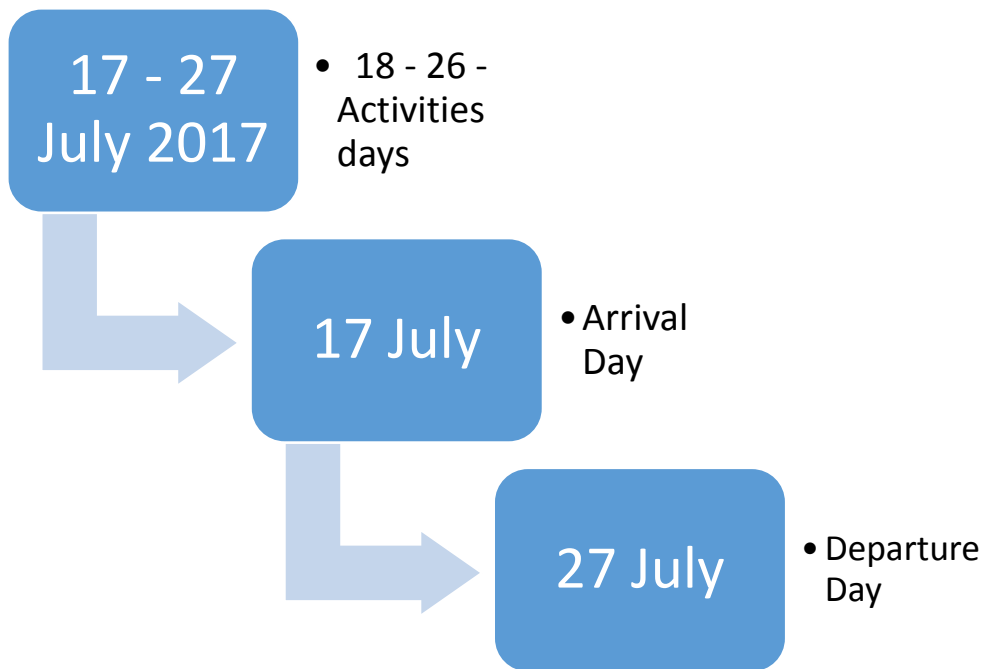 17 - 27
July 2017
• 18 - 26 -
Activities
days
17 July
• Arrival
Day
27 July
• Departure
Day